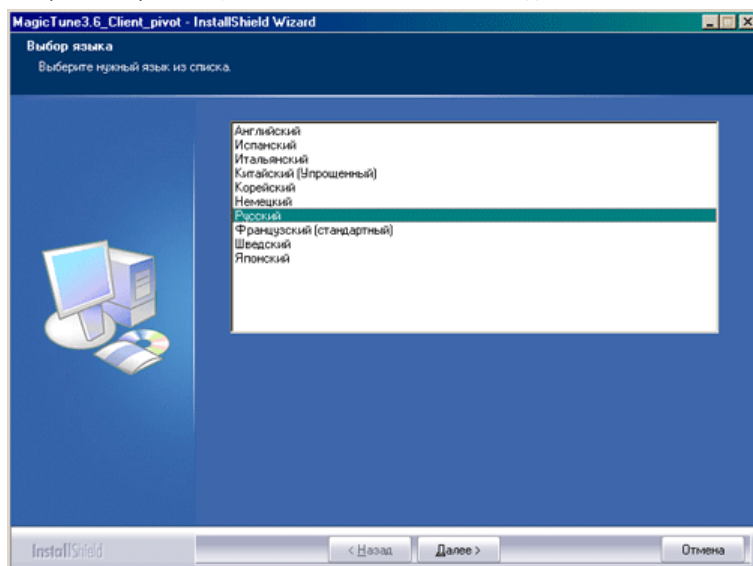 MagicTune3.6_Client_pivot - InstallShield Wizard
Выбор языка
Выберите нужный язык из списка.
Английский
Испанский
Итальянский
Китайский (Упрощенный)
Корейский
Немецкий
Русский
Французский (стандартный)
Шведский
Японский
InstallShield
< Назад
Далее >
Отмена